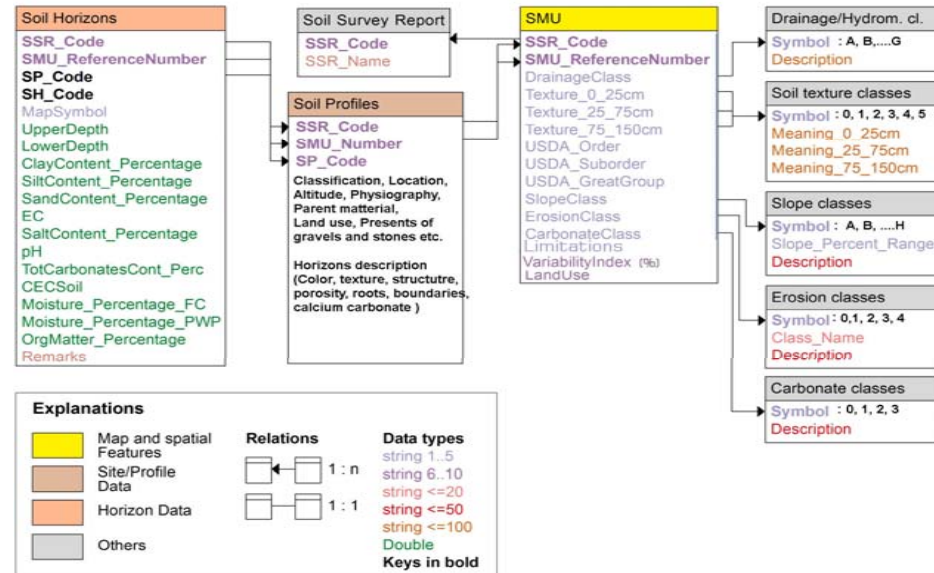 Soil Horizons
SSR_Code
SMU_ReferenceNumber
SP_Code
SH_Code
MapSymbol
UpperDepth
LowerDepth
ClayContent_Percentage
SiltContent_Percentage
SandContent_Percentage
EC
SaltContent_Percentage
pH
TotCarbonatesCont_Perc
CECSoil
Moisture_Percentage_FC
Moisture_Percentage_PWP
OrgMatter_Percentage
Remarks
Soil Survey Report
SSR_Code
SSR_Name
Soil Profiles
SSR_Code
SMU_Number
SP_Code
Classification, Location,
Altitude, Physiography,
Parent matterial,
Land use, Presents of
gravels and stones etc.
Horizons description
(Color, texture, structutre,
porosity, roots, boundaries,
calcium carbonate )
SMU
SSR_Code
SMU_ReferenceNumber
DrainageClass
Texture_0_25cm
Texture_25_75cm
Texture_75_150cm
USDA_Order
USDA_Suborder
USDA_GreatGroup
SlopeClass
ErosionClass
CarbonateClass
Limitations
VariabilityIndex (%)
LandUse
Drainage/Hydrom. cl.
Symbol : A, B,....G
Description
Soil texture classes
Symbol : 0, 1, 2, 3, 4, 5
Meaning_0_25cm
Meaning_25_75cm
Meaning_75_150cm
Slope classes
Symbol : A, B, ....H
Slope_Percent_Range
Description
Erosion classes
Symbol : 0,1, 2, 3, 4
Class_Name
Description
Carbonate classes
Symbol : 0, 1, 2, 3
Description
Explanations
Map and spatial
Features
Site/Profile
Data
Horizon Data
Others
Relations
1 : n
1 : 1
Data types
string 1..5
string 6..10
string <=20
string <=50
string <=100
Double
Keys in bold